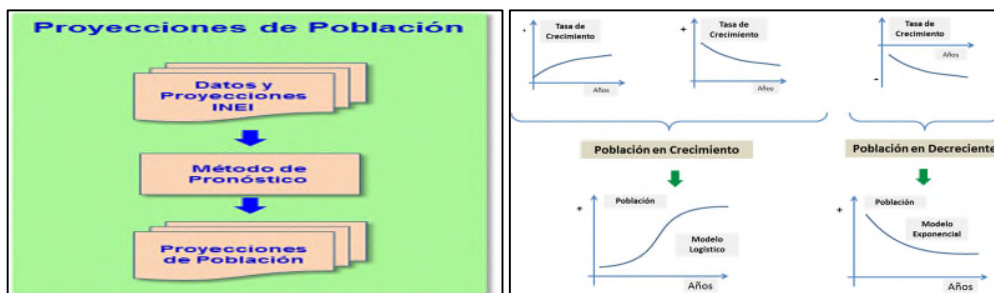 Proyecciones de Población
Datos y
Proyecciones
INEI
Método de
Pronóstico
Proyecciones
de Población
+
Tasa de
Crecimiento
Años
+
Tasa de
Crecimiento
Años
Tasa de
Crecimiento
Años
-
Población en Crecimiento
Población en Decreciente
+
Población
Modelo
Logístico
Años
+
Población
Modelo
Exponencial
Años